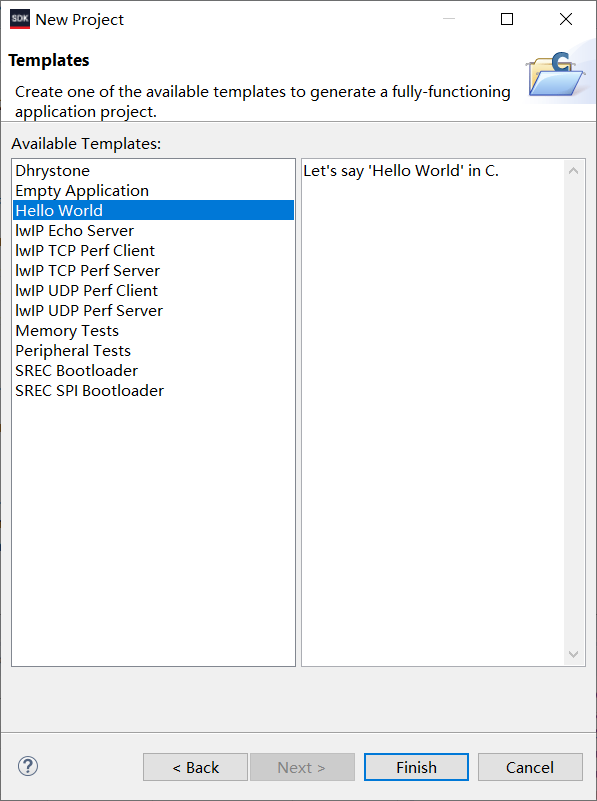 SDK New Project
Templates
Create one of the available templates to generate a fully-functioning
application project.
Available Templates:
Dhrystone
Empty Application
Hello World
lwIP Echo Server
lwIP TCP Perf Client
lwIP TCP Perf Server
lwIP UDP Perf Client
lwIP UDP Perf Server
Memory Tests
Peripheral Tests
SREC Bootloader
SREC SPI Bootloader
Let's say 'Hello World' in C.
? < Back Next > Finish Cancel